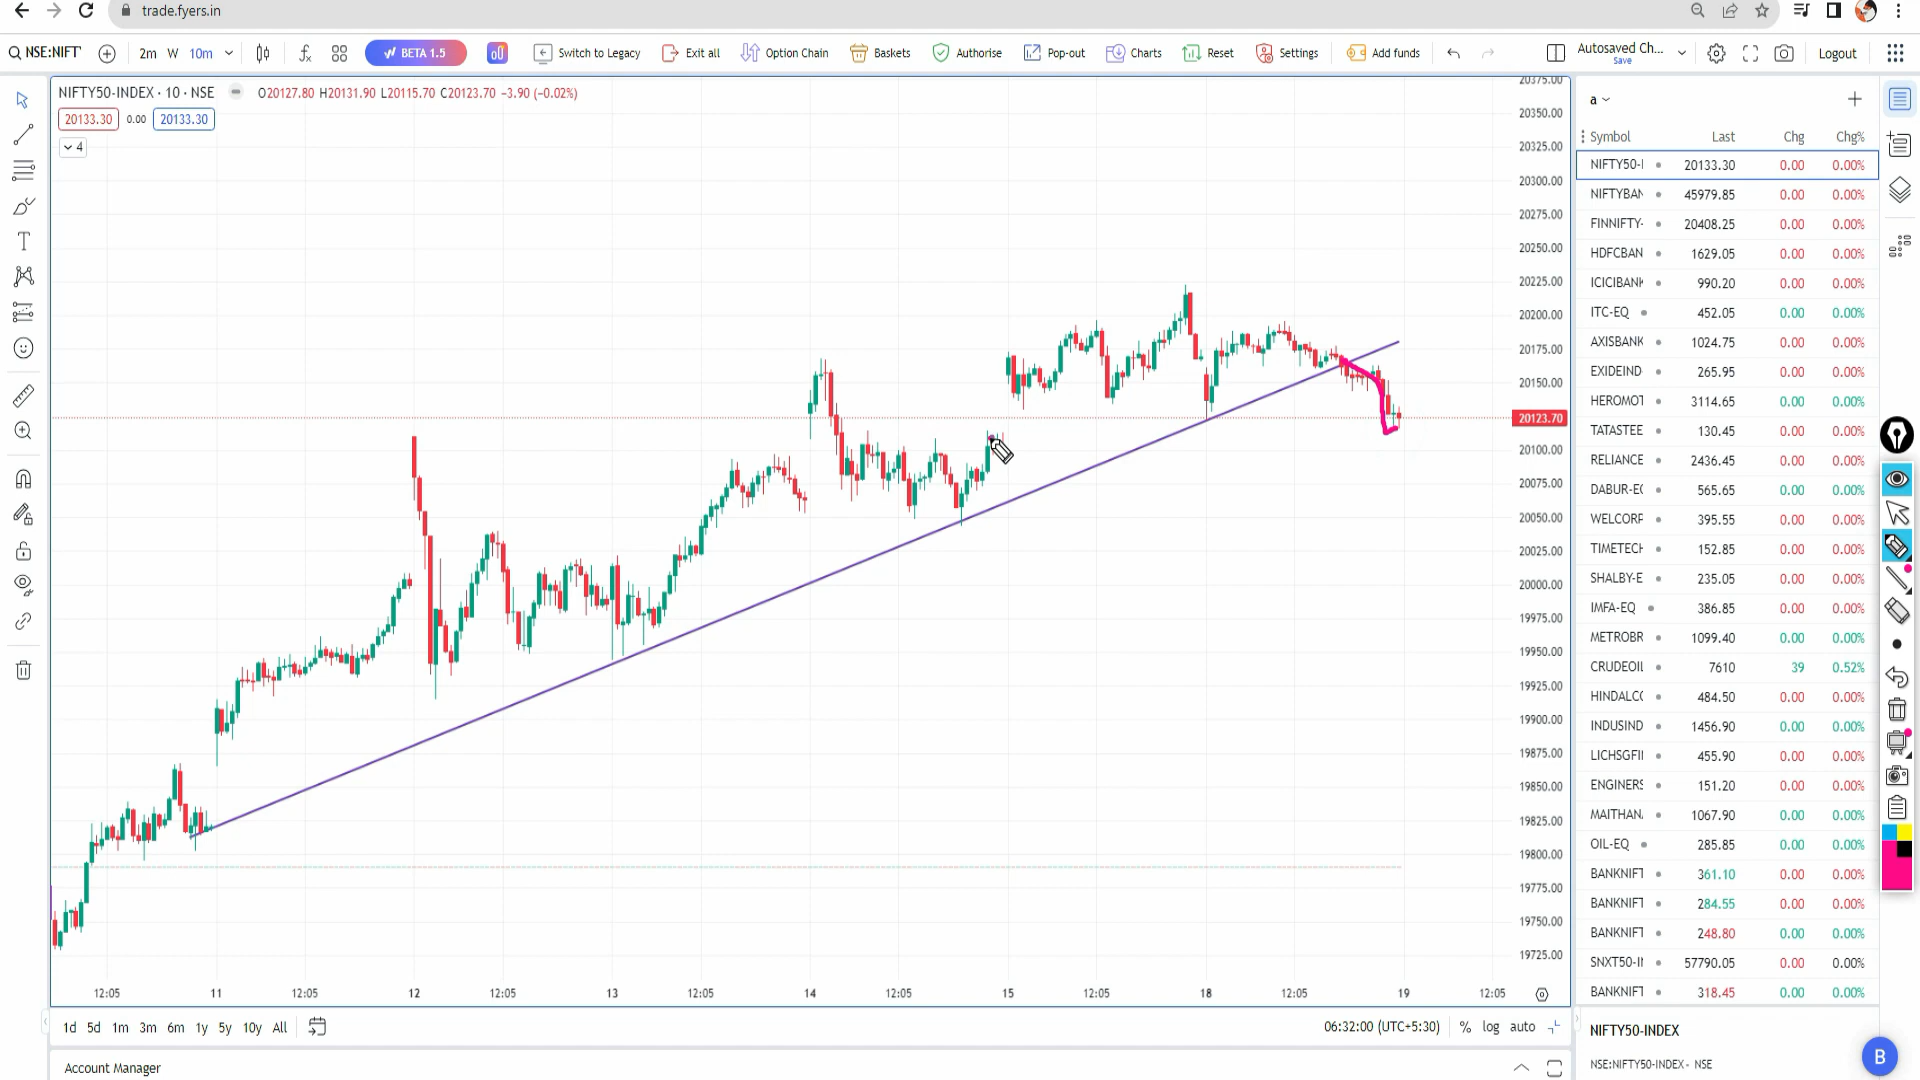 trade.fyers.in
NSE:NIFT
2m W 10m
BETA 1.5
Switch to Legacy
Exit all
Option Chain
Baskets
Authorise
Pop-out
Charts
Reset
Settings
Add funds
Autosaved Ch...
Save
Logout
NIFTY50-INDEX · 10 · NSE
O20127.80 H20131.90 L20115.70 C20123.70 −3.90 (−0.02%)
20133.30 0.00 20133.30
4
20375.00
20350.00
20325.00
20300.00
20275.00
20250.00
20225.00
20200.00
20175.00
20150.00
20123.70
20100.00
20075.00
20050.00
20025.00
20000.00
19975.00
19950.00
19925.00
19900.00
19875.00
19850.00
19825.00
19800.00
19775.00
19750.00
19725.00
12:05 11 12:05 12 12:05 13 12:05 14 12:05 15 12:05 18 12:05 19 12:05
1d 5d 1m 3m 6m 1y 5y 10y All
06:32:00 (UTC+5:30) % log auto
Account Manager
a
Symbol Last Chg Chg%
NIFTY50-I 20133.30 0.00 0.00%
NIFTYBAN 45979.85 0.00 0.00%
FINNIFTY- 20408.25 0.00 0.00%
HDFCBAN 1629.05 0.00 0.00%
ICICIBANK 990.20 0.00 0.00%
ITC-EQ 452.05 0.00 0.00%
AXISBANK 1024.75 0.00 0.00%
EXIDEIND 265.95 0.00 0.00%
HEROMOT 3114.65 0.00 0.00%
TATASTEE 130.45 0.00 0.00%
RELIANCE 2436.45 0.00 0.00%
DABUR-EQ 565.65 0.00 0.00%
WELCORP 395.55 0.00 0.00%
TIMETECH 152.85 0.00 0.00%
SHALBY-E 235.05 0.00 0.00%
IMFA-EQ 386.85 0.00 0.00%
METROBR 1099.40 0.00 0.00%
CRUDEOIL 7610 39 0.52%
HINDALCO 484.50 0.00 0.00%
INDUSIND 1456.90 0.00 0.00%
LICHSGFII 455.90 0.00 0.00%
ENGINERS 151.20 0.00 0.00%
MAITHAN 1067.90 0.00 0.00%
OIL-EQ 285.85 0.00 0.00%
BANKNIFT 361.10 0.00 0.00%
BANKNIFT 284.55 0.00 0.00%
BANKNIFT 248.80 0.00 0.00%
SNXT50-II 57790.05 0.00 0.00%
BANKNIFT 318.45 0.00 0.00%
NIFTY50-INDEX
NSE:NIFTY50-INDEX - NSE
B